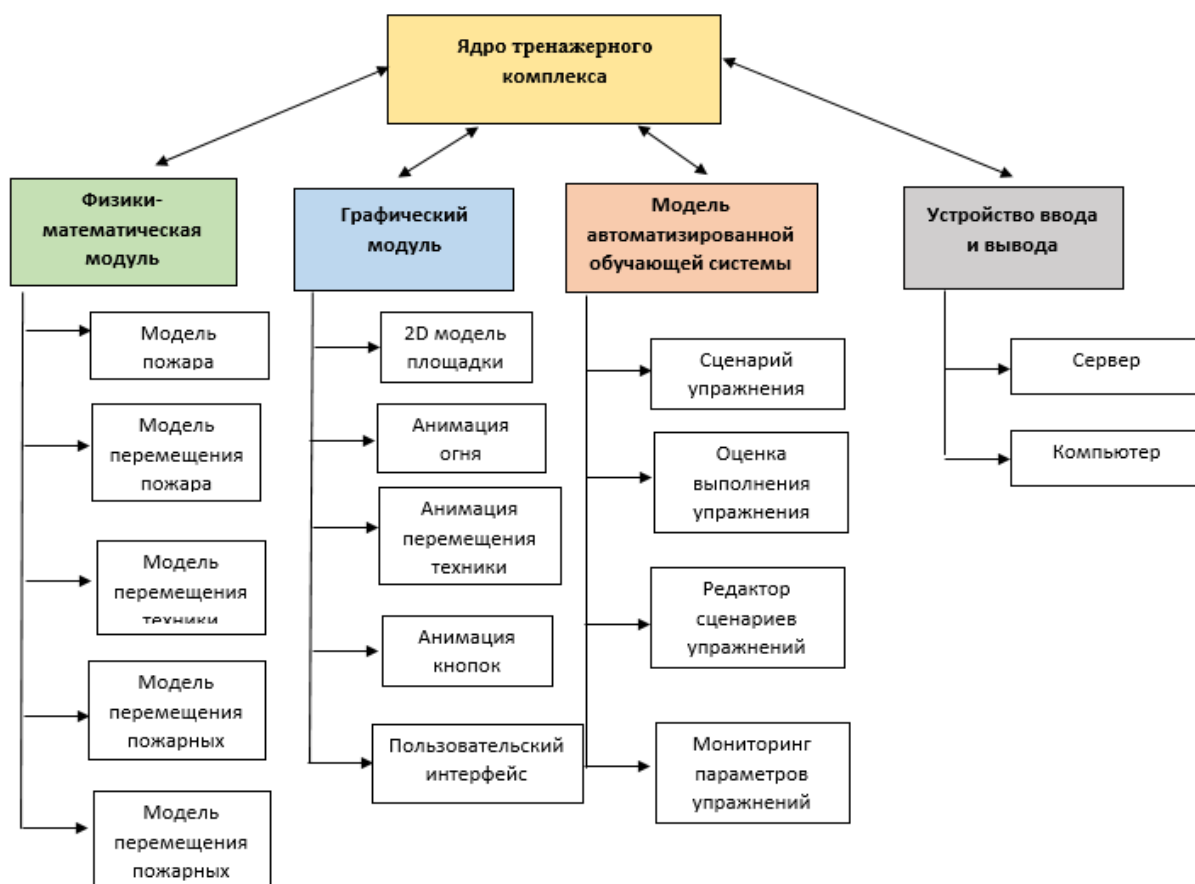 Ядро тренажерного
комплекса
Физики-
математическая
модуль
Графический
модуль
Модель
автоматизированной
обучающей системы
Устройство ввода
и вывода
Модель
пожара
Модель
перемещения
пожара
Модель
перемещения
техники
Модель
перемещения
пожарных
Модель
перемещения
пожарных
2D модель
площадки
Анимация
огня
Анимация
перемещения
техники
Анимация
кнопок
Пользовательский
интерфейс
Сценарий
упражнения
Оценка
выполнения
упражнения
Редактор
сценариев
упражнений
Мониторинг
параметров
упражнений
Сервер
Компьютер